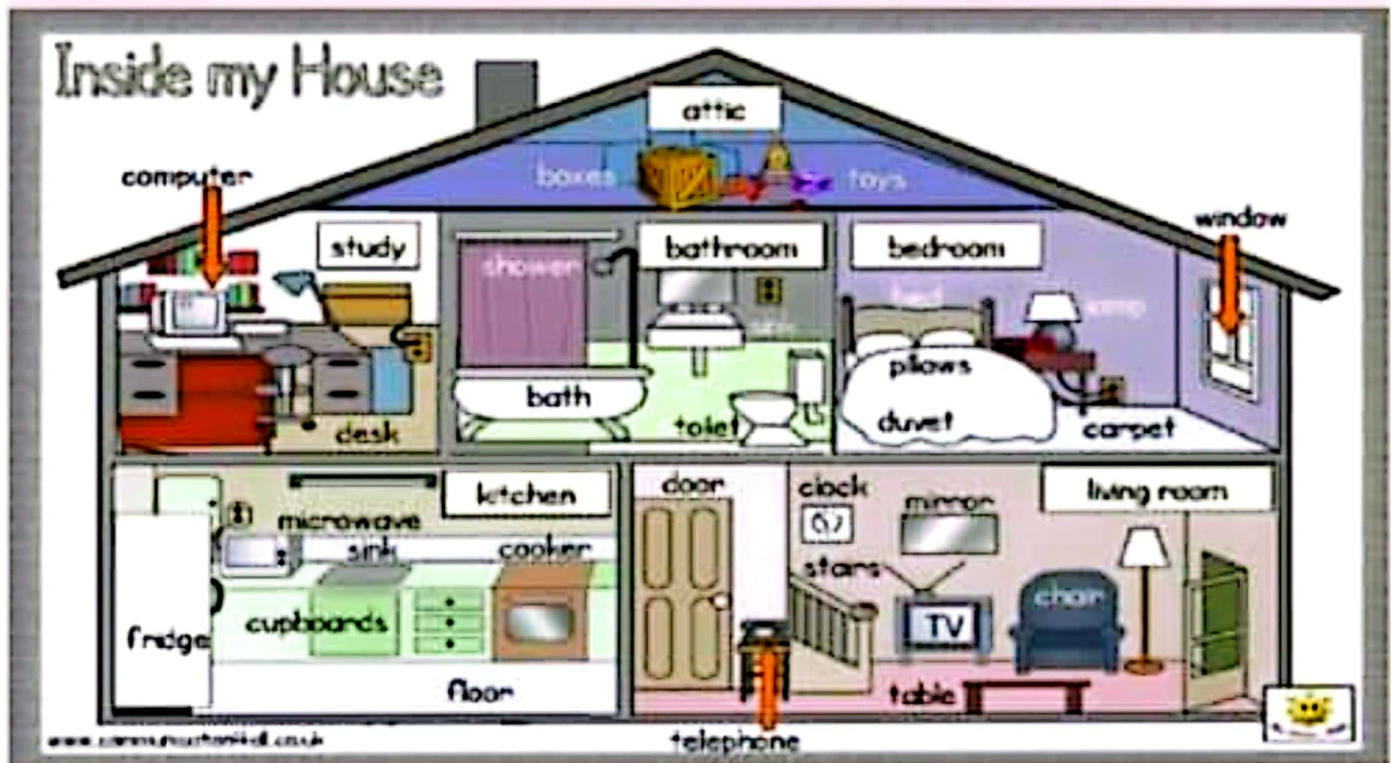 Inside my House
attic
boxes
toys
computer
window
study
shower
bathroom
bedroom
bed
lamp
sink
pillows
bath
duvet
toilet
carpet
desk
kitchen
door
clock
mirror
living room
microwave
sink
cooker
stairs
chair
cupboards
TV
fridge
floor
table
telephone